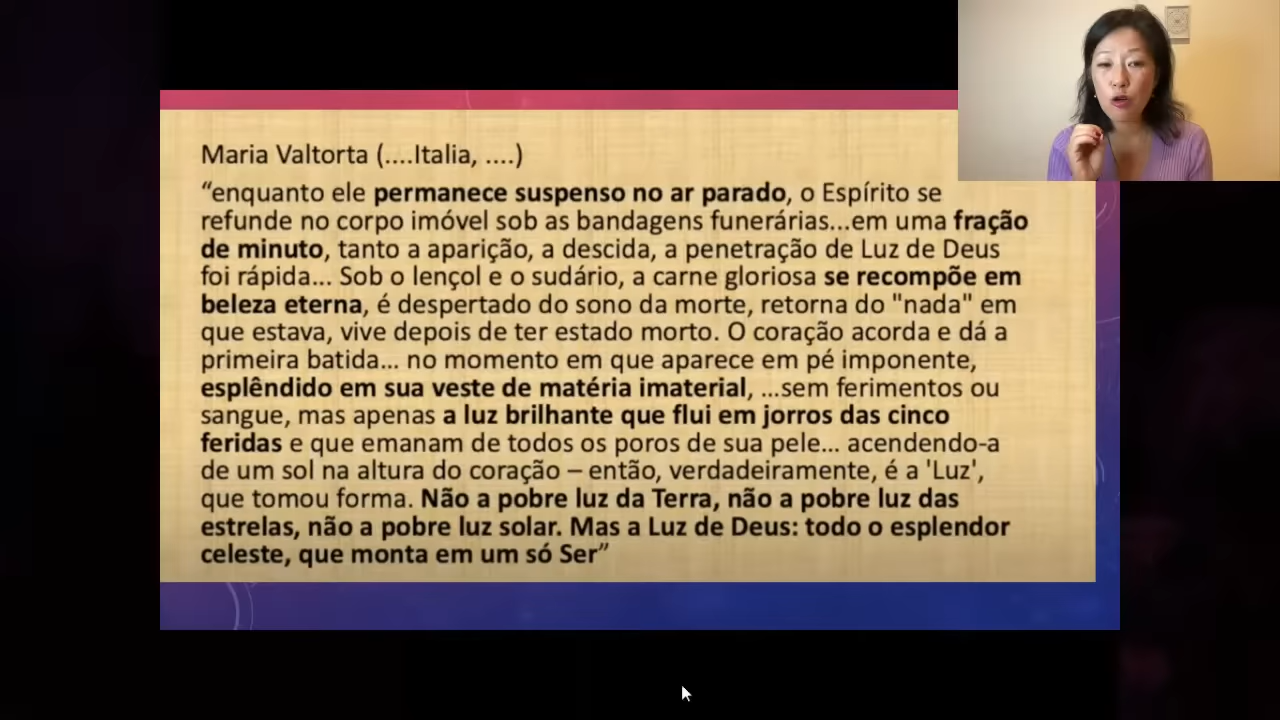 Maria Valtorta (....Italia, ....)
“enquanto ele permanece suspenso no ar parado, o Espírito se
refunde no corpo imóvel sob as bandagens funerárias...em uma fração
de minuto, tanto a aparição, a descida, a penetração de Luz de Deus
foi rápida... Sob o lençol e o sudário, a carne gloriosa se recompõe em
beleza eterna, é despertado do sono da morte, retorna do "nada" em
que estava, vive depois de ter estado morto. O coração acorda e dá a
primeira batida... no momento em que aparece em pé imponente,
esplêndido em sua veste de matéria imaterial, ...sem ferimentos ou
sangue, mas apenas a luz brilhante que flui em jorros das cinco
feridas e que emanam de todos os poros de sua pele... acendendo-a
de um sol na altura do coração – então, verdadeiramente, é a 'Luz',
que tomou forma. Não a pobre luz da Terra, não a pobre luz das
estrelas, não a pobre luz solar. Mas a Luz de Deus: todo o esplendor
celeste, que monta em um só Ser”